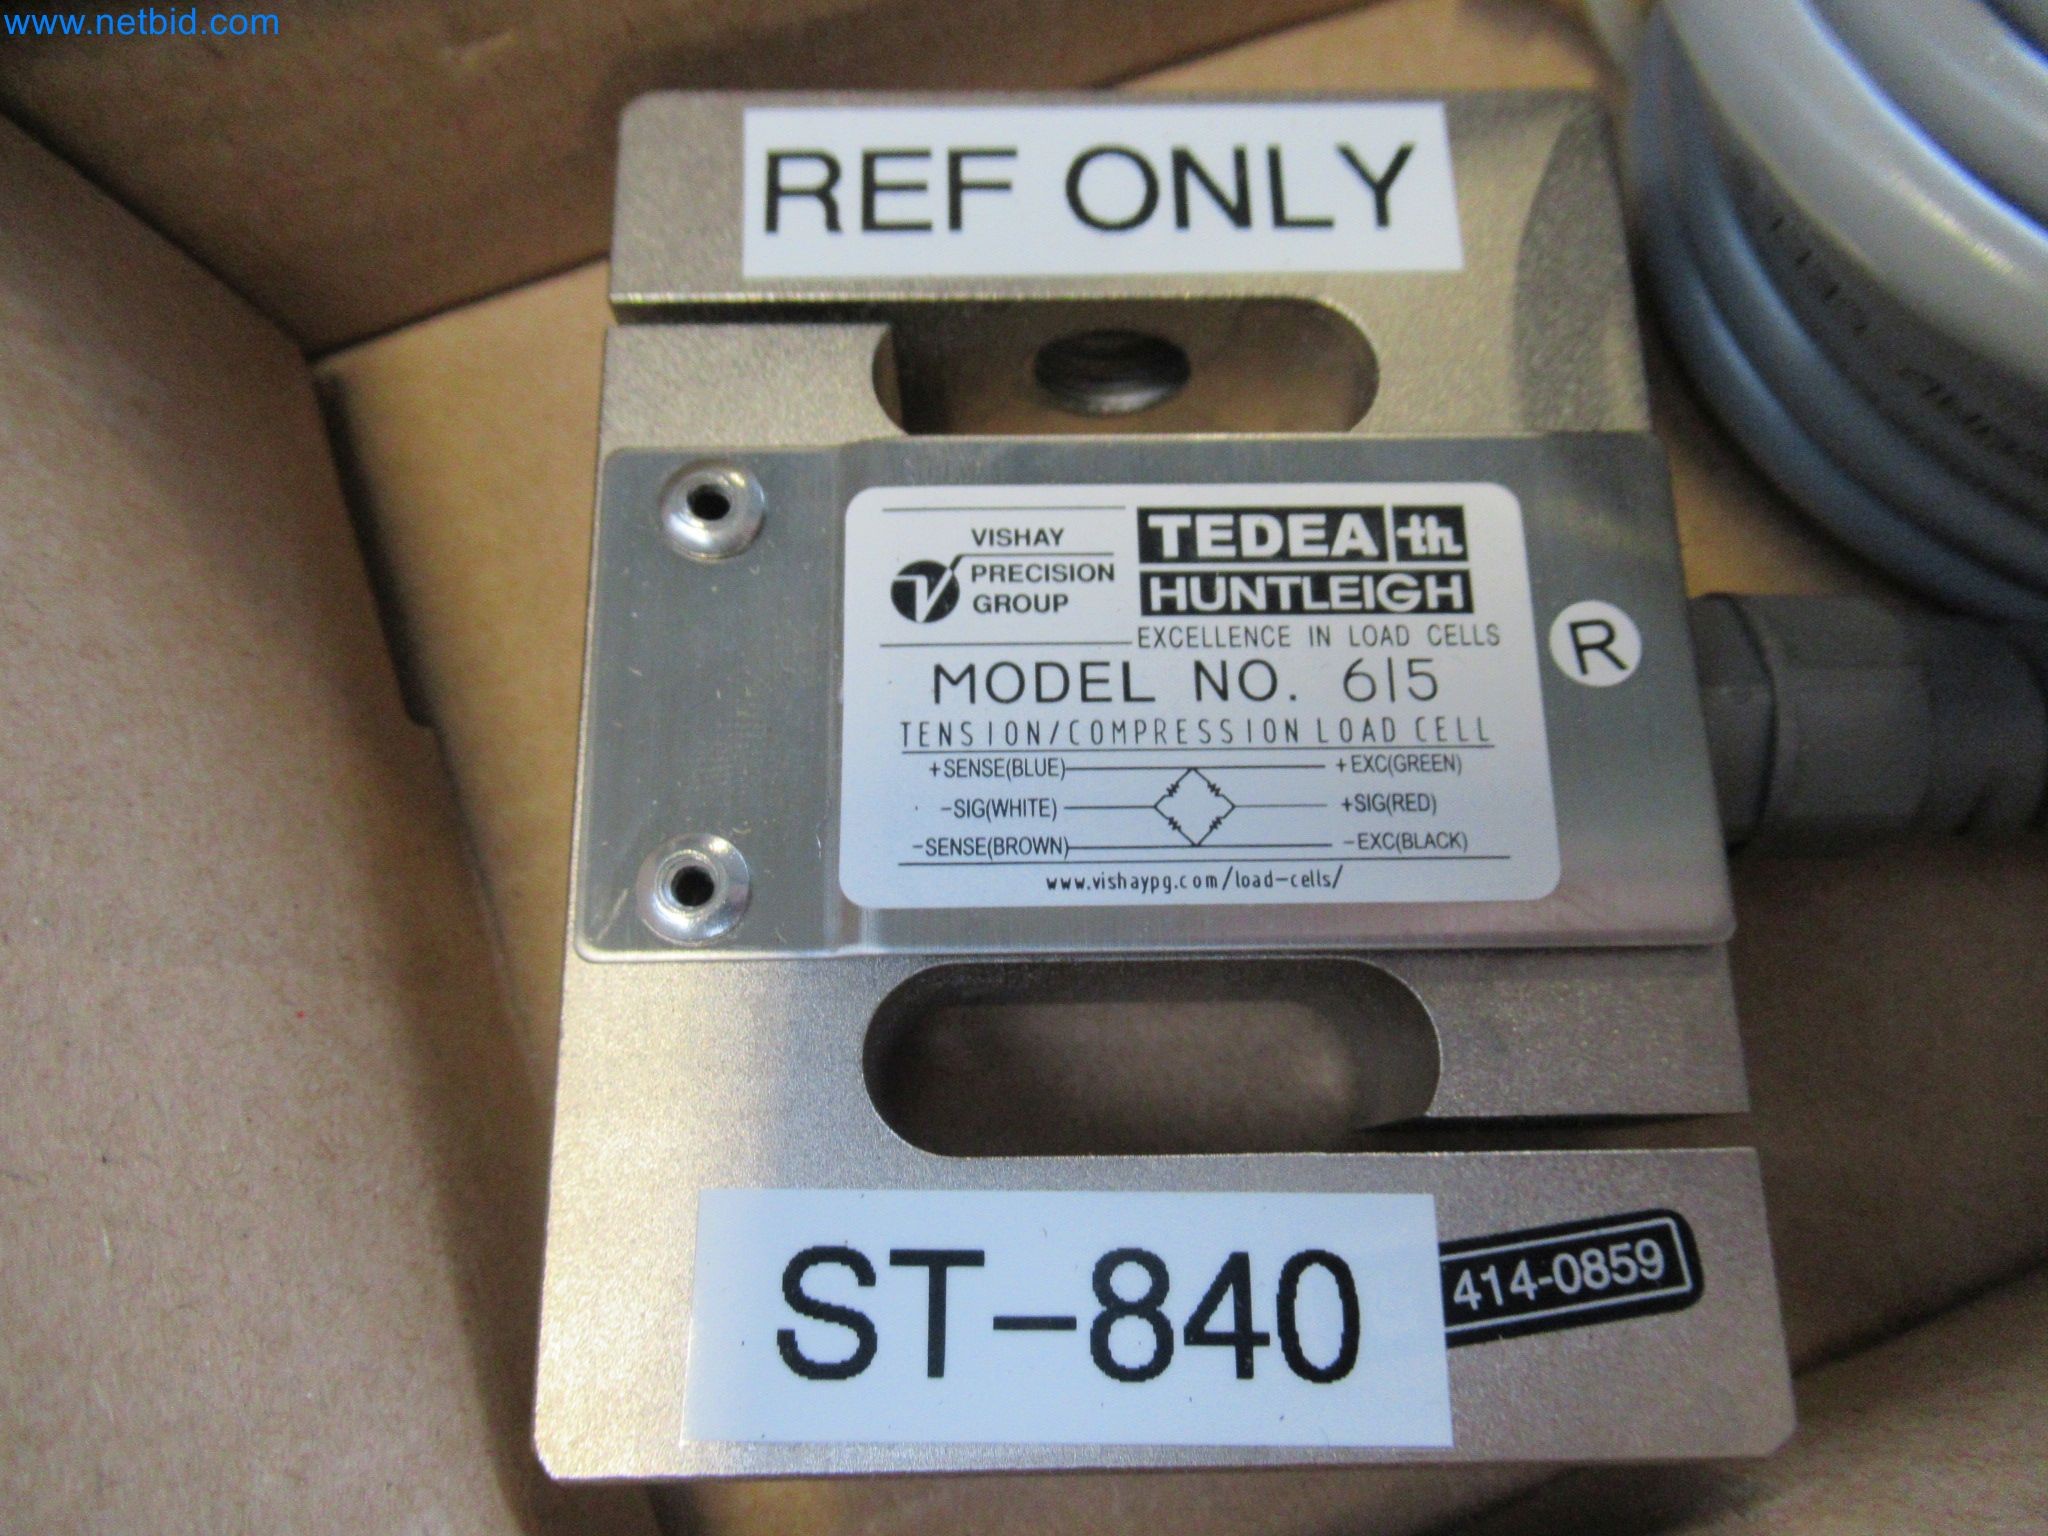 www.netbid.com
REF ONLY
VISHAY
PRECISION
GROUP
TEDEA th
HUNTLEIGH
EXCELLENCE IN LOAD CELLS
R
MODEL NO. 615
TENSION/COMPRESSION LOAD CELL
+SENSE(BLUE) +EXC(GREEN)
-SIG(WHITE) +SIG(RED)
-SENSE(BROWN) -EXC(BLACK)
www.vishaypg.com/load-cells/
ST-840
414-0859